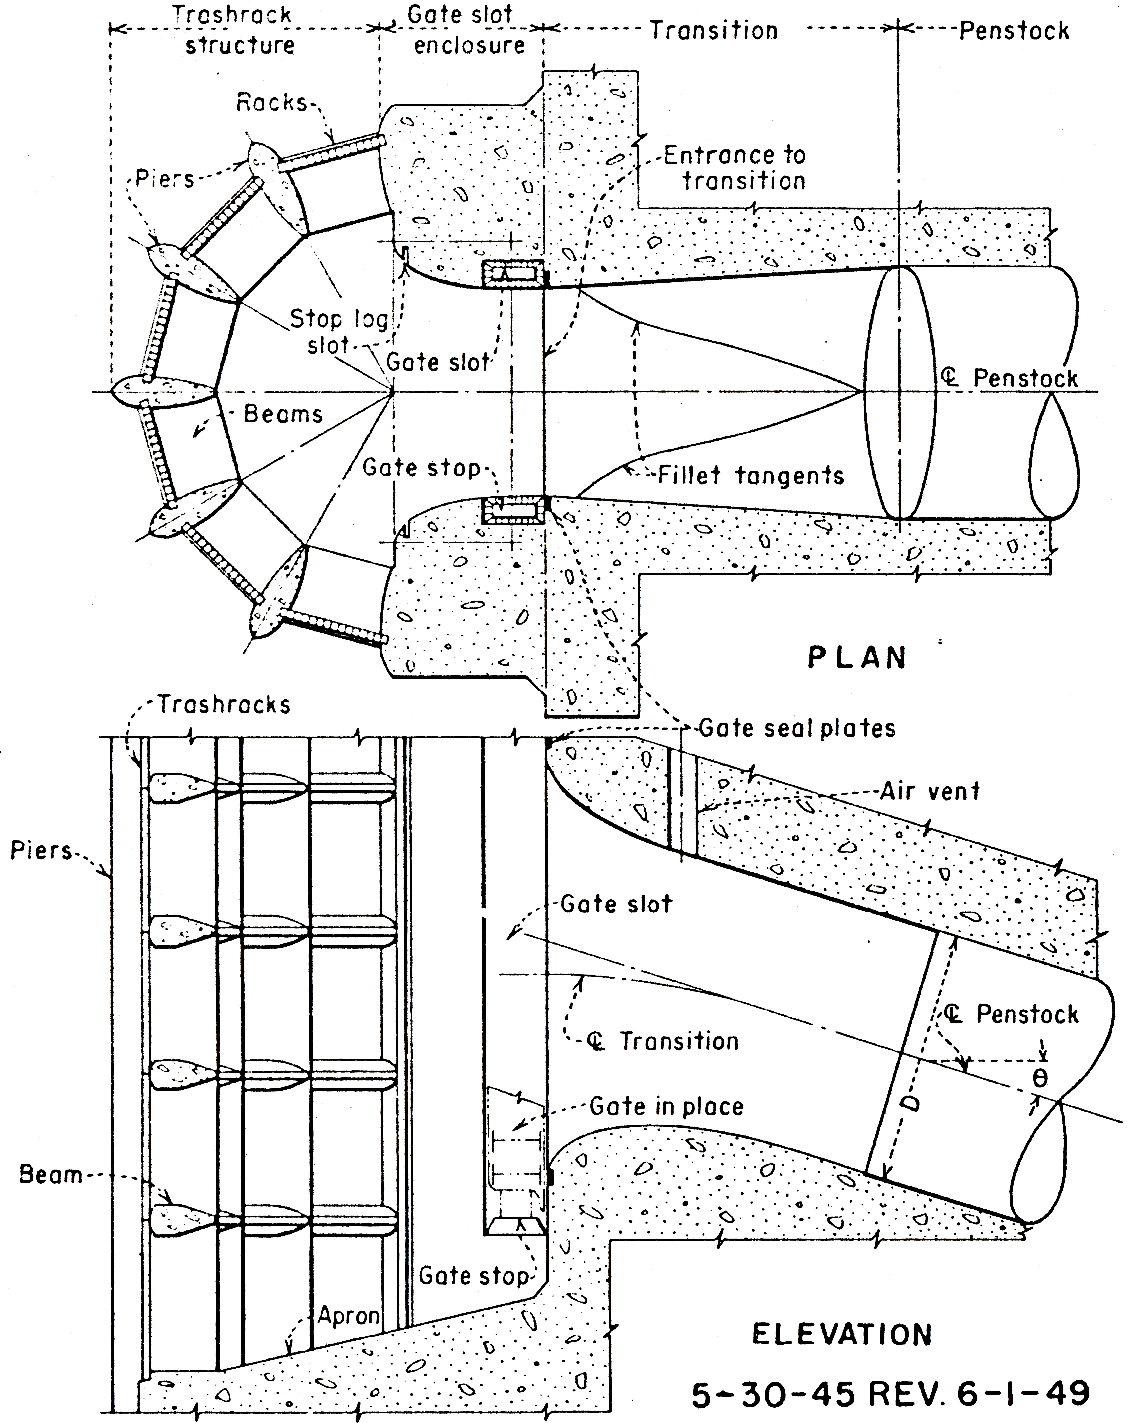 Trashrack
structure
Gate slot
enclosure
Transition
Penstock
Racks
Piers
Entrance to
transition
Stop log
slot
Gate slot
℄ Penstock
Beams
Gate stop
Fillet tangents
PLAN
Trashracks
Gate seal plates
Air vent
Piers
Gate slot
℄ Penstock
℄ Transition
θ
D
Gate in place
Beam
Gate stop
Apron
ELEVATION
5-30-45 REV. 6-1-49